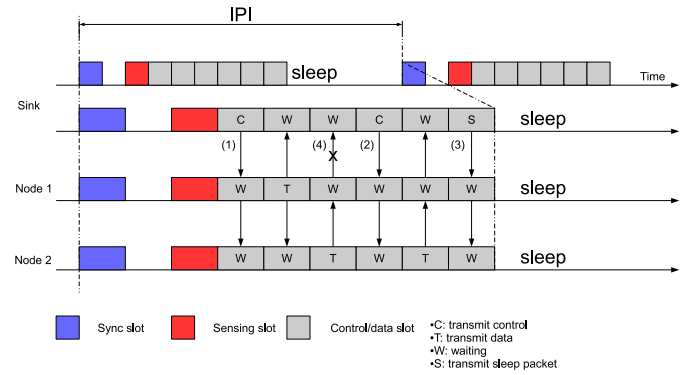 IPI
sleep
Time
Sink
C W W C W S
sleep
(1) (4) (2) (3)
X
Node 1
W T W W W W
sleep
Node 2
W W T W T W
sleep
Sync slot
Sensing slot
Control/data slot
•C: transmit control
•T: transmit data
•W: waiting
•S: transmit sleep packet